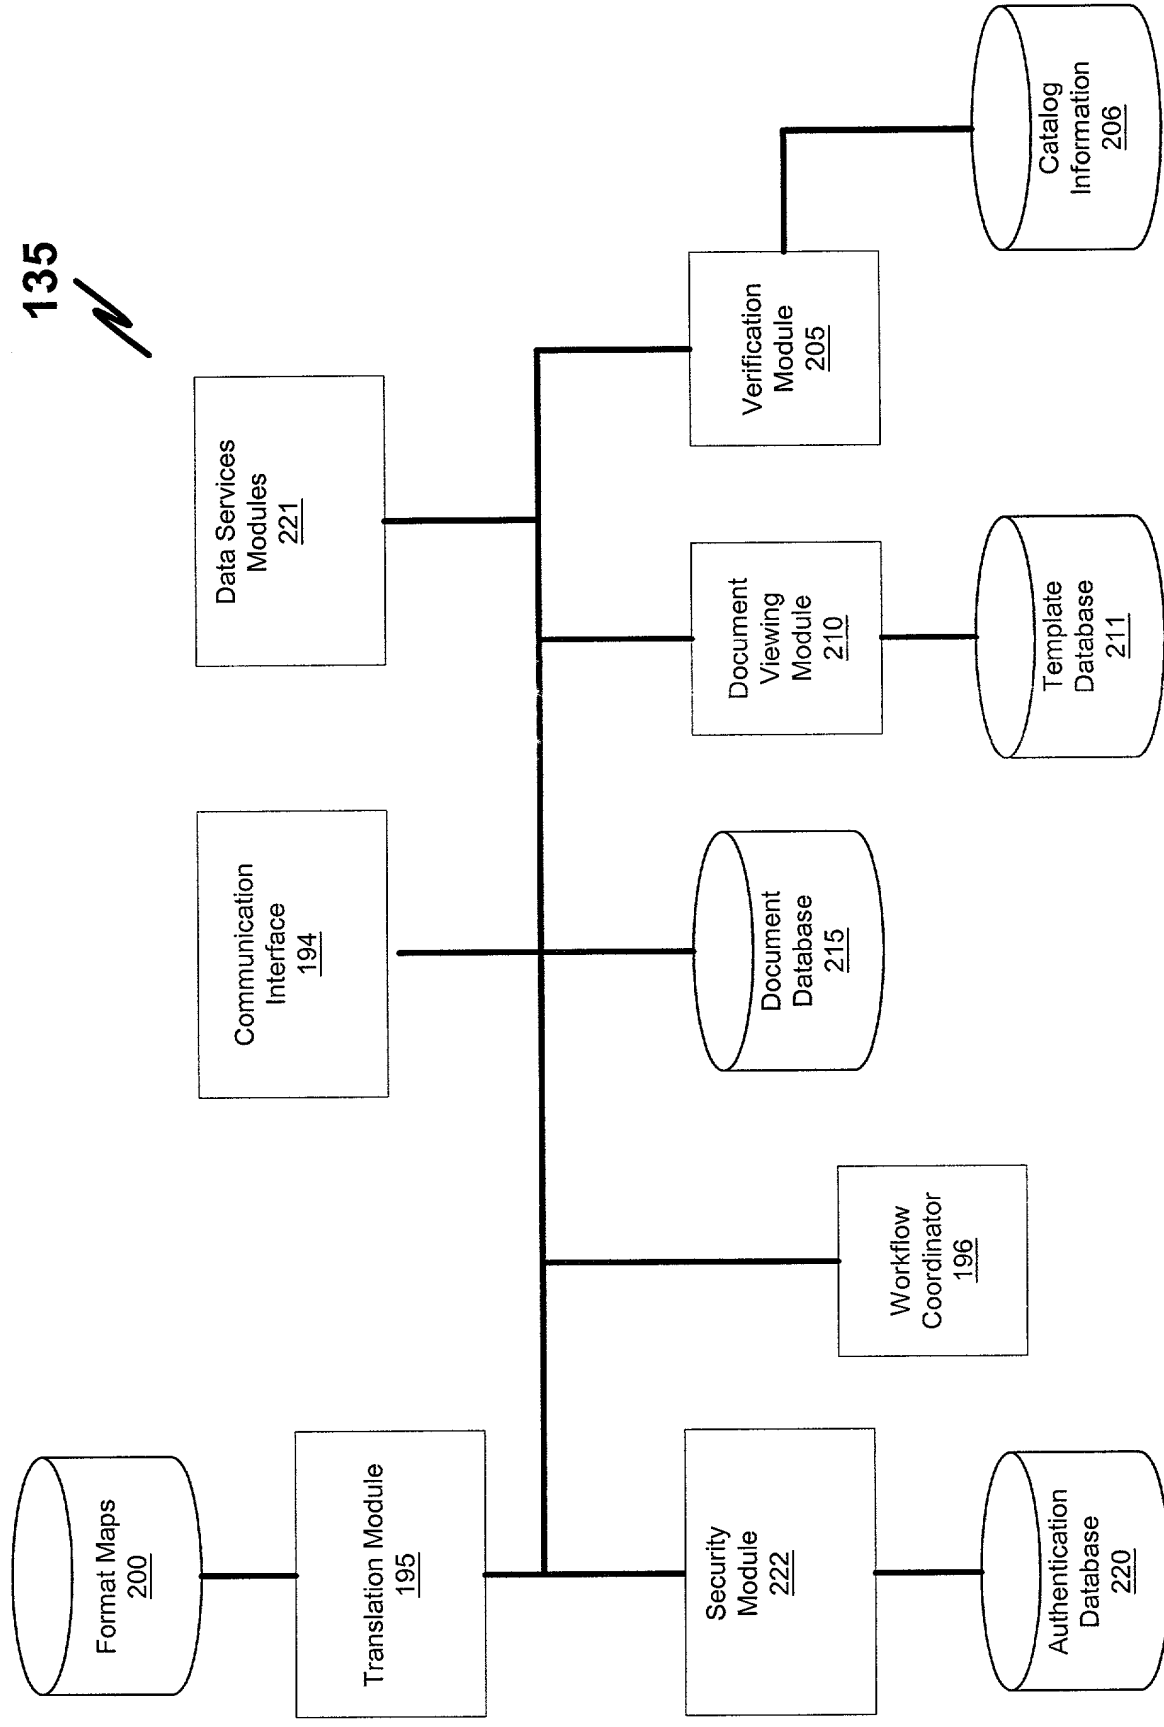 135
Format Maps
200
Translation Module
195
Communication
Interface
194
Data Services
Modules
221
Security
Module
222
Workflow
Coordinator
196
Document
Database
215
Document
Viewing
Module
210
Verification
Module
205
Authentication
Database
220
Template
Database
211
Catalog
Information
206